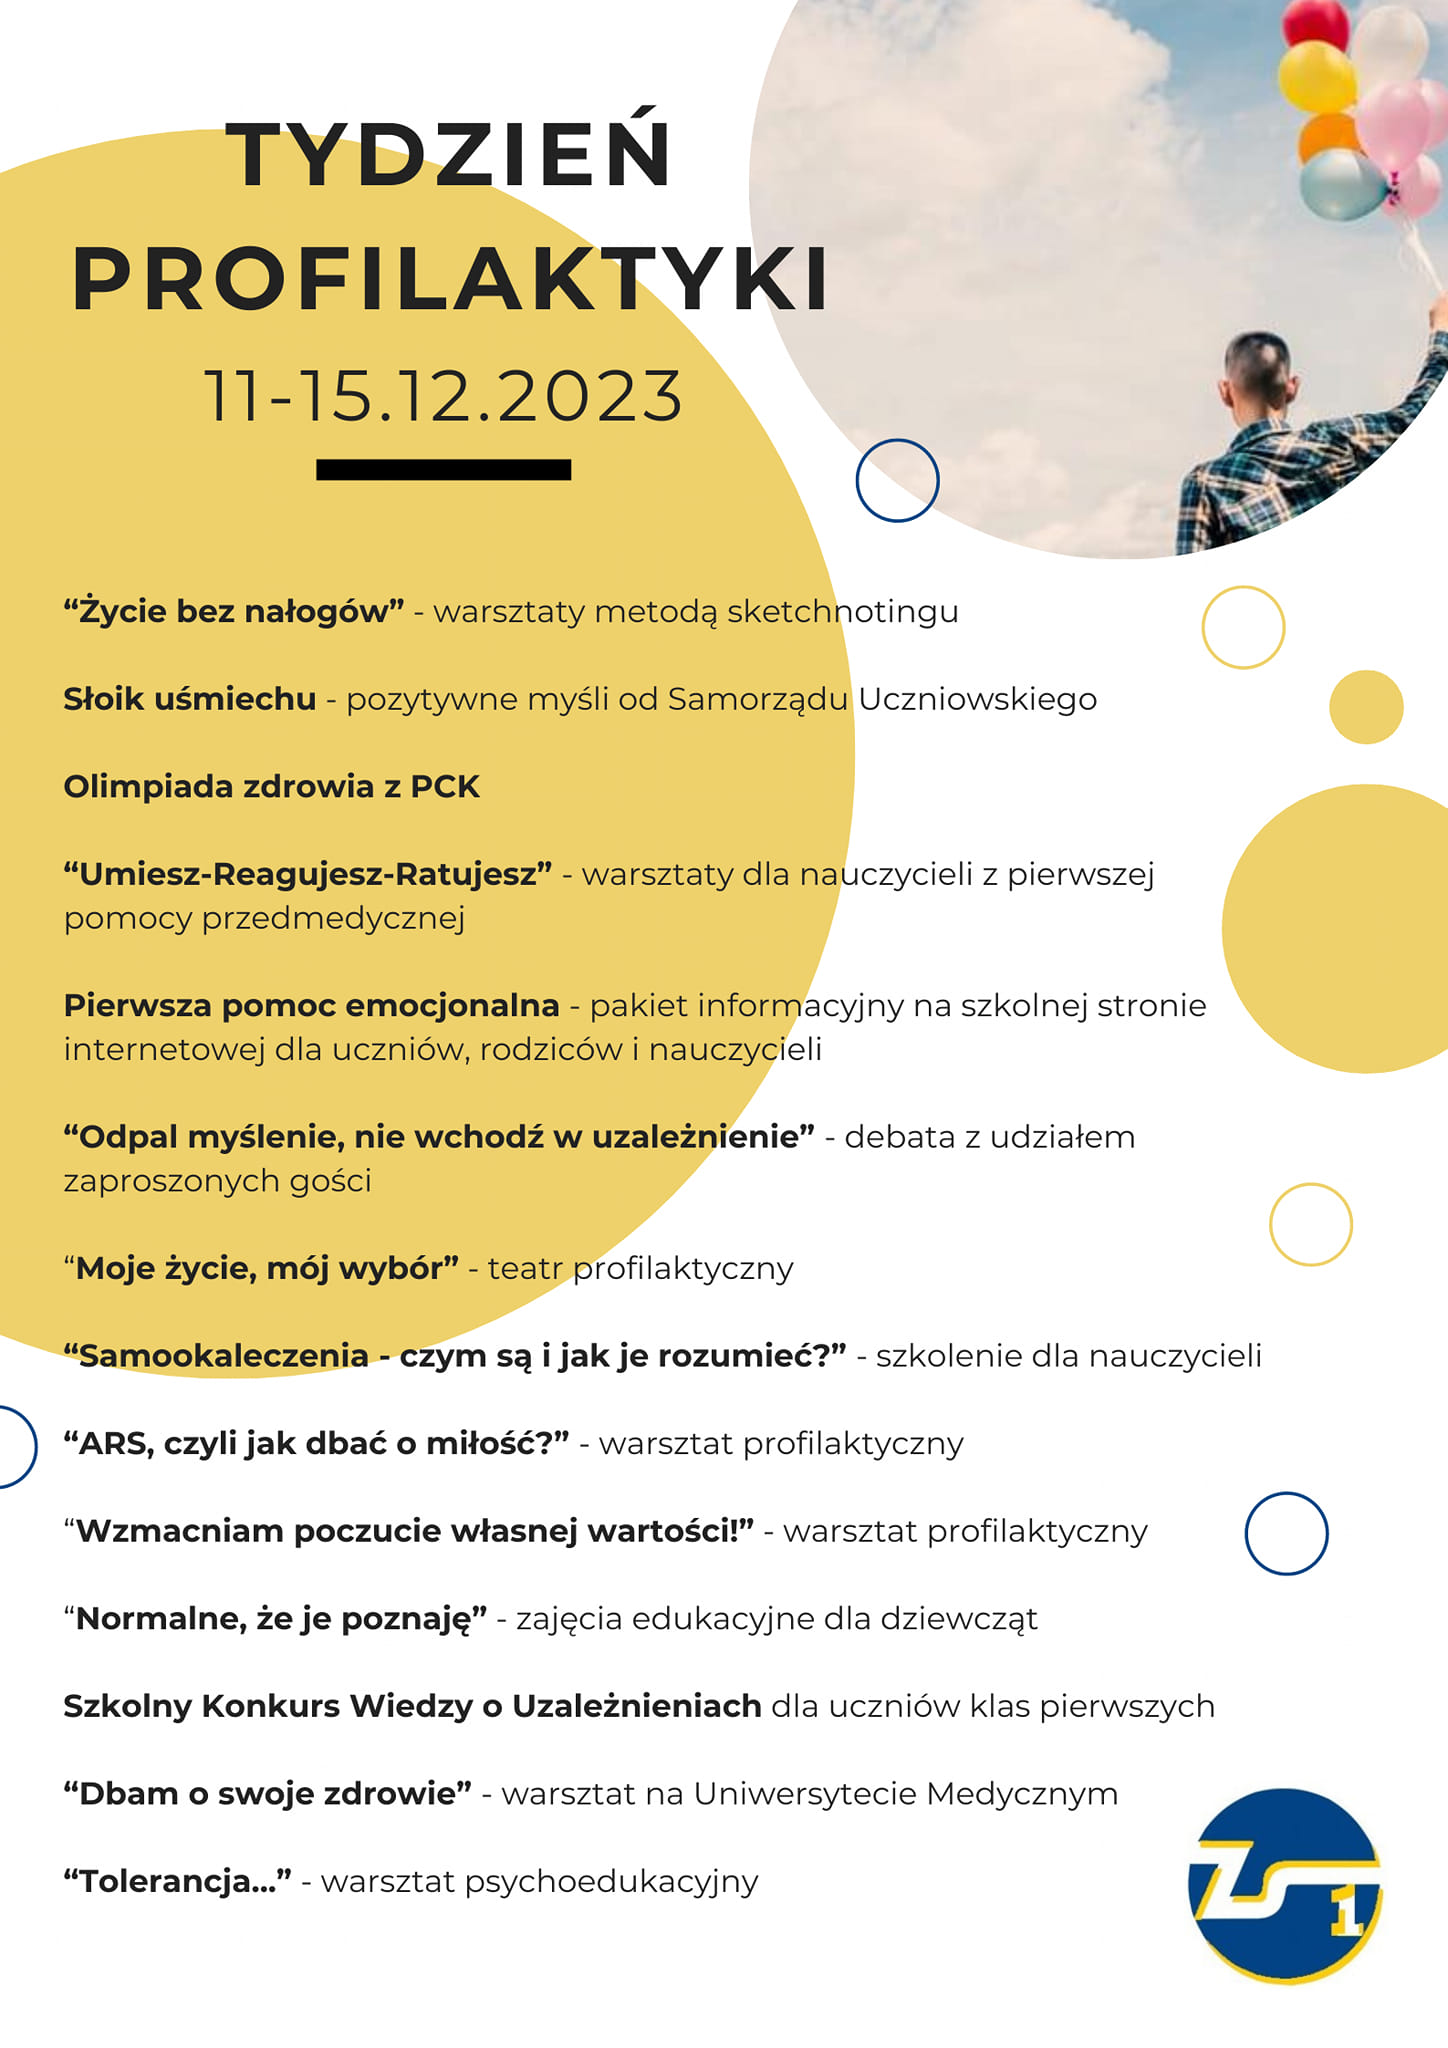 TYDZIEŃ
PROFILAKTYKI
11-15.12.2023
“Życie bez nałogów” - warsztaty metodą sketchnotingu
Słoik uśmiechu - pozytywne myśli od Samorządu Uczniowskiego
Olimpiada zdrowia z PCK
“Umiesz-Reagujesz-Ratujesz” - warsztaty dla nauczycieli z pierwszej
pomocy przedmedycznej
Pierwsza pomoc emocjonalna - pakiet informacyjny na szkolnej stronie
internetowej dla uczniów, rodziców i nauczycieli
“Odpal myślenie, nie wchodź w uzależnienie” - debata z udziałem
zaproszonych gości
“Moje życie, mój wybór” - teatr profilaktyczny
“Samookaleczenia - czym są i jak je rozumieć?” - szkolenie dla nauczycieli
“ARS, czyli jak dbać o miłość?” - warsztat profilaktyczny
“Wzmacniam poczucie własnej wartości!” - warsztat profilaktyczny
“Normalne, że je poznaję” - zajęcia edukacyjne dla dziewcząt
Szkolny Konkurs Wiedzy o Uzależnieniach dla uczniów klas pierwszych
“Dbam o swoje zdrowie” - warsztat na Uniwersytecie Medycznym
“Tolerancja...” - warsztat psychoedukacyjny
ZS 1